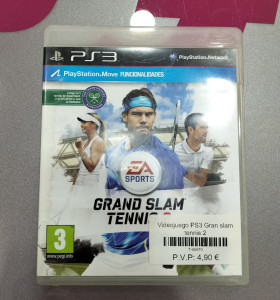 PS3
PlayStation.Network
PlayStation.Move FUNCIONALIDADES
EA
SPORTS
GRAND SLAM
TENNIS
3
www.pegi.info
Videojuego PS3 Gran slam
tennis 2
P.V.P: 4,90 €